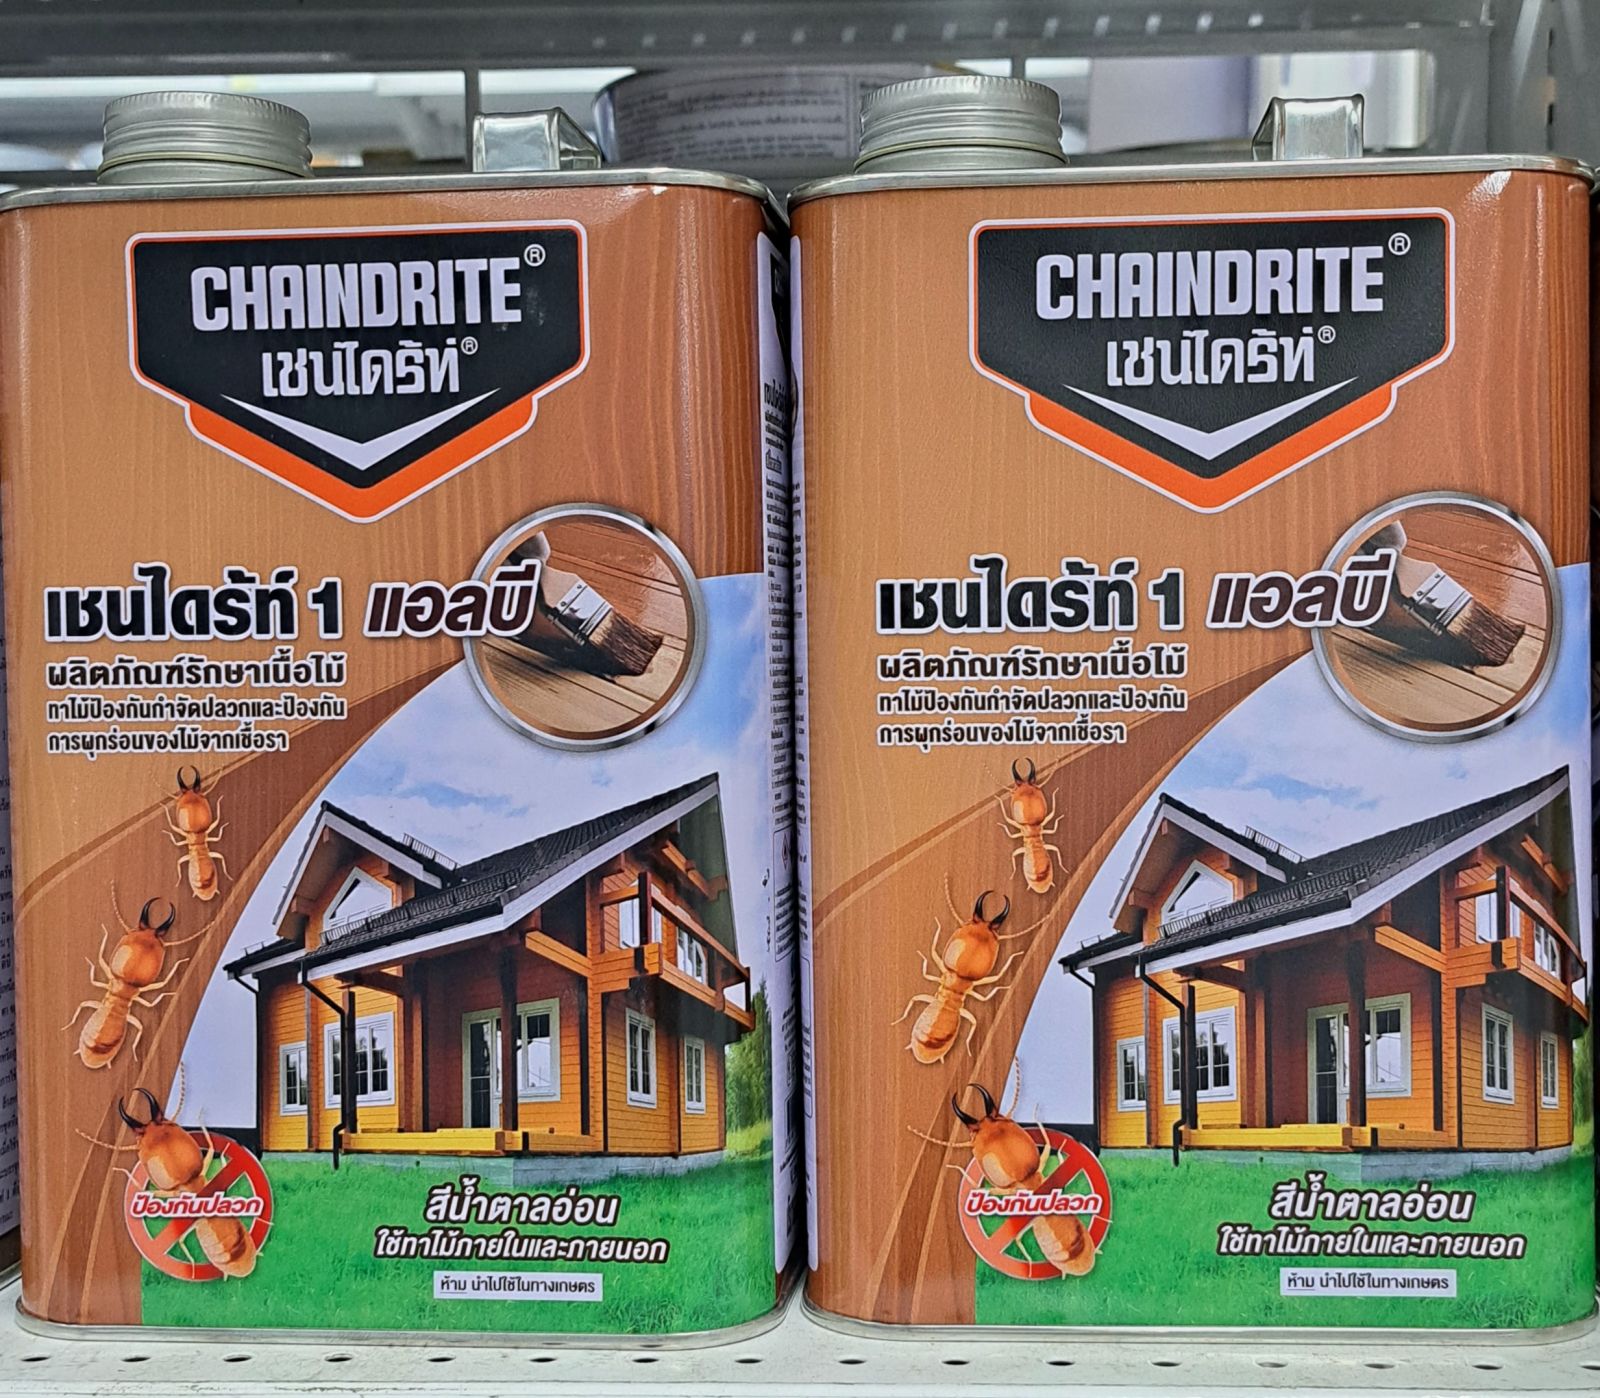 CHAINDRITE®
เชนไดร้ท์®
เชนไดร้ท์ 1 แอลบี
ผลิตภัณฑ์รักษาเนื้อไม้
ทาไม้ป้องกันกำจัดปลวกและป้องกัน
การผุกร่อนของไม้จากเชื้อรา
ป้องกันปลวก
สีน้ำตาลอ่อน
ใช้ทาไม้ภายในและภายนอก
ห้าม นำไปใช้ในทางเกษตร
CHAINDRITE®
เชนไดร้ท์®
เชนไดร้ท์ 1 แอลบี
ผลิตภัณฑ์รักษาเนื้อไม้
ทาไม้ป้องกันกำจัดปลวกและป้องกัน
การผุกร่อนของไม้จากเชื้อรา
ป้องกันปลวก
สีน้ำตาลอ่อน
ใช้ทาไม้ภายในและภายนอก
ห้าม นำไปใช้ในทางเกษตร